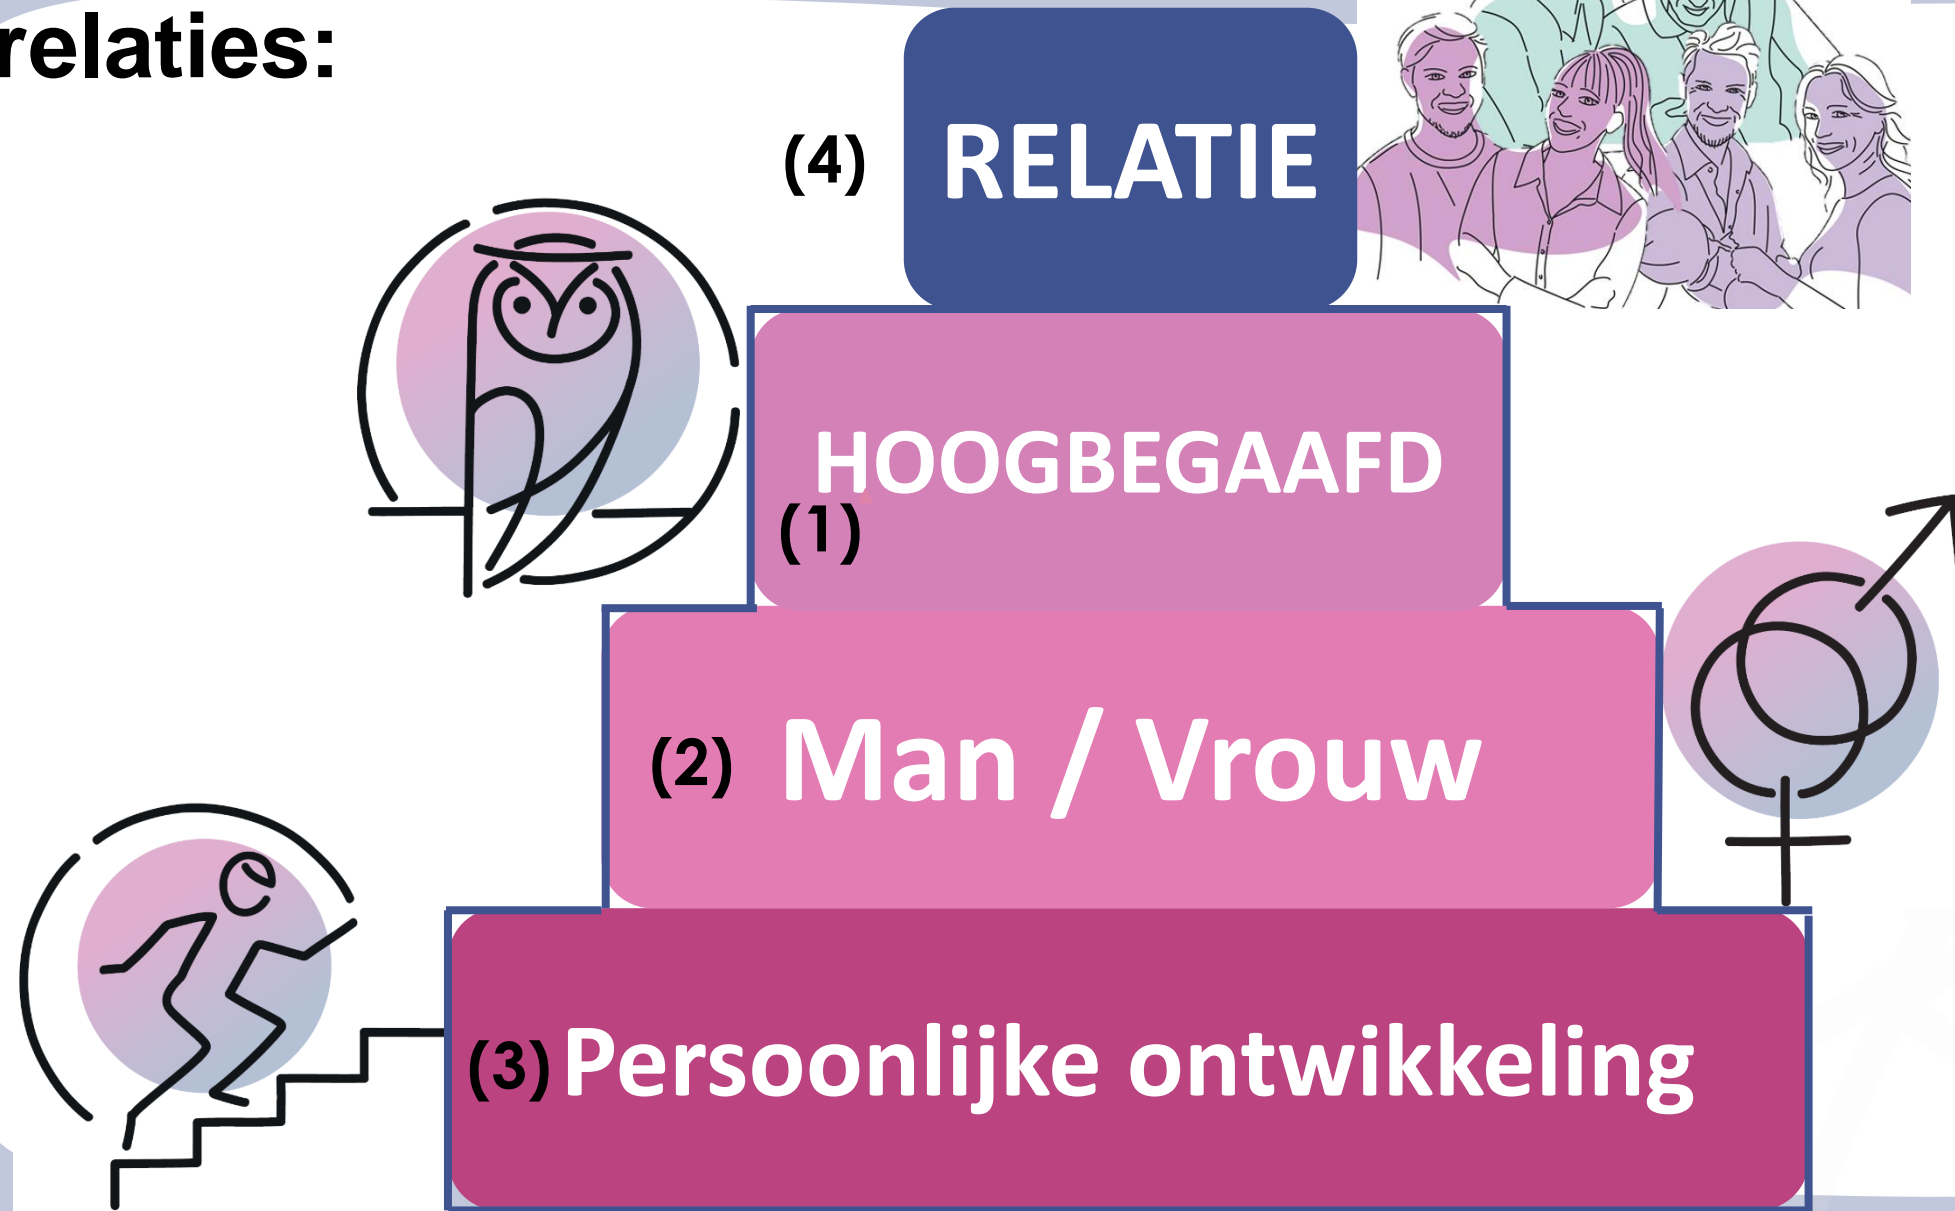 relaties:
(4) RELATIE
HOOGBEGAAFD
(1)
(2) Man / Vrouw
(3) Persoonlijke ontwikkeling